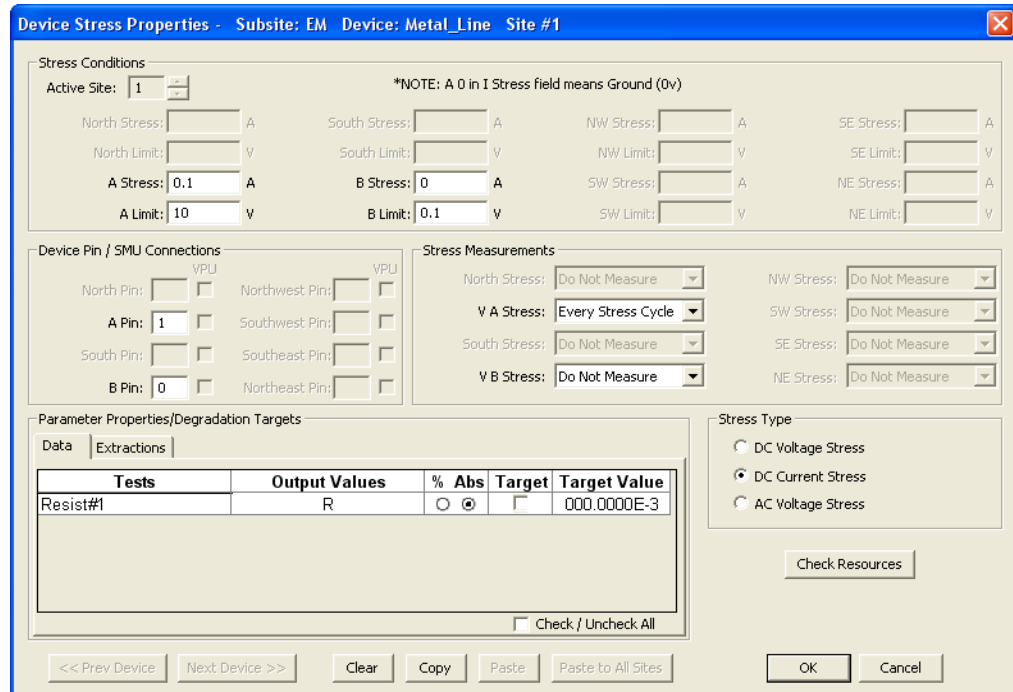 Device Stress Properties - Subsite: EM Device: Metal_Line Site #1
Stress Conditions
Active Site: 1 *NOTE: A 0 in I Stress field means Ground (0v)
North Stress: A South Stress: A NW Stress: A SE Stress: A
North Limit: V South Limit: V NW Limit: V SE Limit: V
A Stress: 0.1 A B Stress: 0 A SW Stress: A NE Stress: A
A Limit: 10 V B Limit: 0.1 V SW Limit: V NE Limit: V
Device Pin / SMU Connections
VPU VPU
North Pin: Northwest Pin:
A Pin: 1 Southwest Pin:
South Pin: Southeast Pin:
B Pin: 0 Northeast Pin:
Stress Measurements
North Stress: Do Not Measure NW Stress: Do Not Measure
V A Stress: Every Stress Cycle SW Stress: Do Not Measure
South Stress: Do Not Measure SE Stress: Do Not Measure
V B Stress: Do Not Measure NE Stress: Do Not Measure
Parameter Properties/Degradation Targets
Data Extractions
Tests Output Values % Abs Target Target Value
Resist#1 R 000.0000E-3
Check / Uncheck All
Stress Type
DC Voltage Stress
DC Current Stress
AC Voltage Stress
Check Resources
<< Prev Device Next Device >> Clear Copy Paste Paste to All Sites OK Cancel